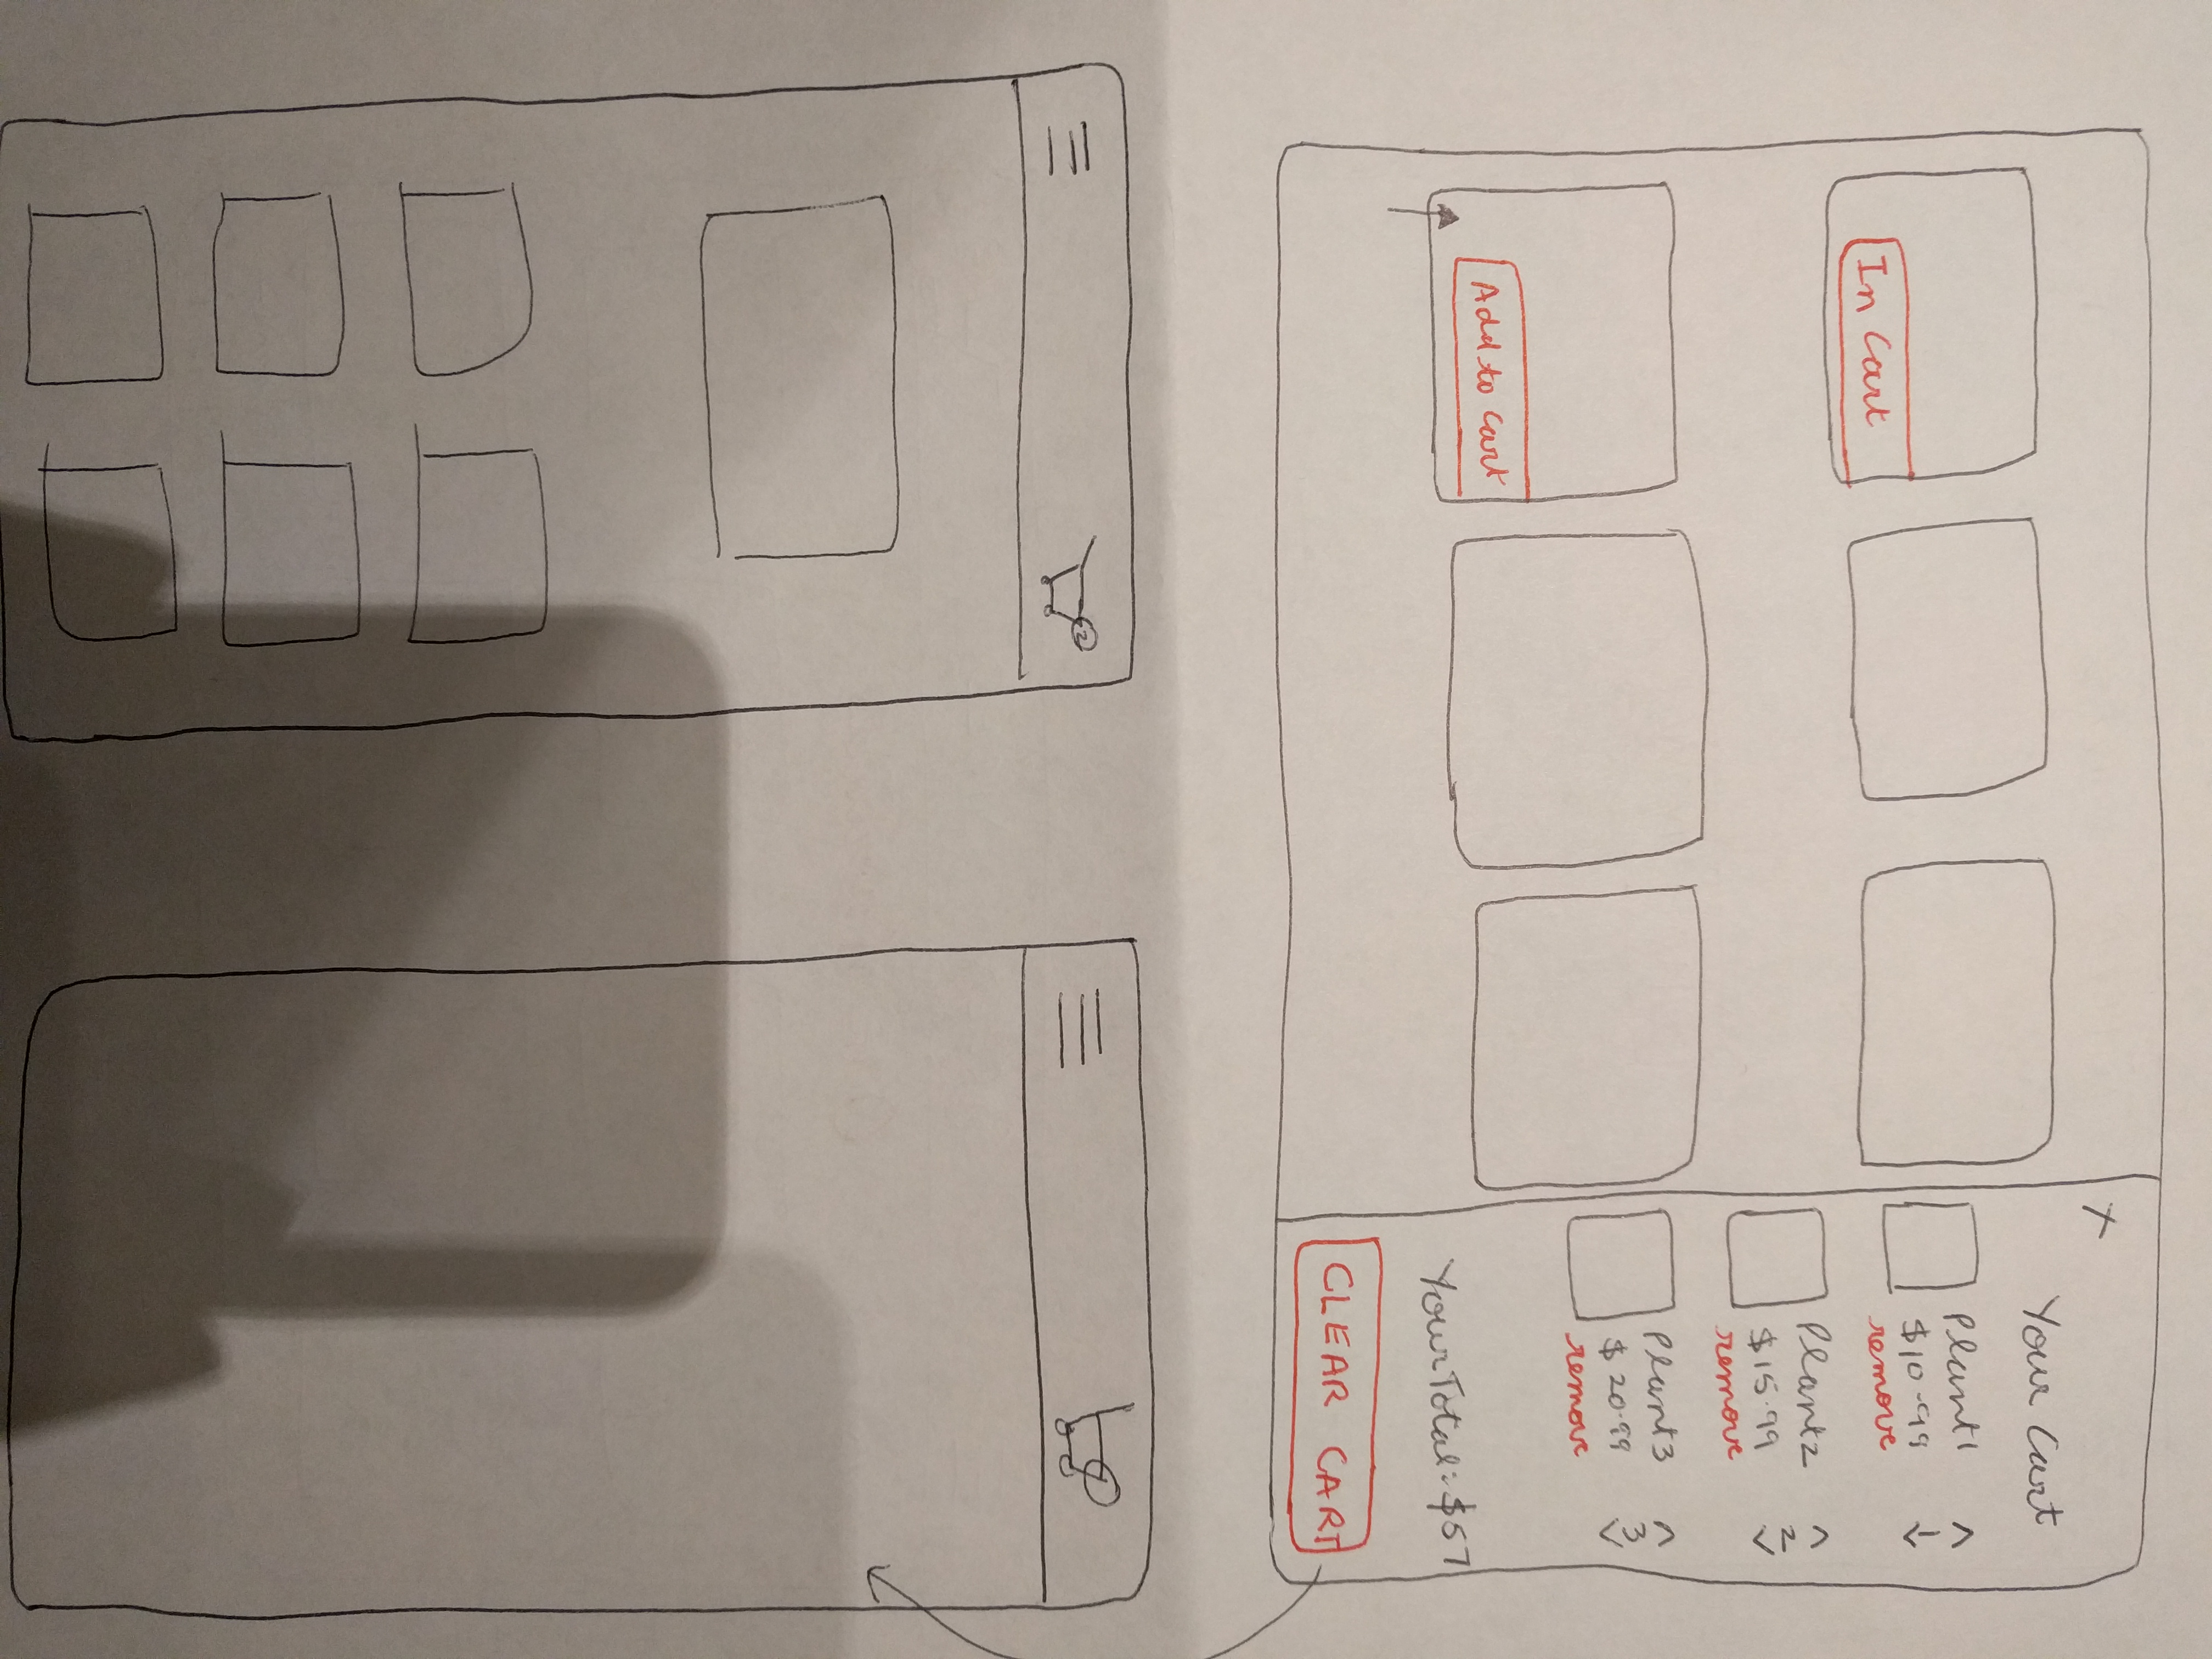 X
Your Cart
In Cart
Plant1
^
$10.99
1
remove
v
Plant2
^
$15.99
2
remove
v
Add to cart
Plant3
^
$20.99
3
remove
v
Your Total: $57
CLEAR CART
2